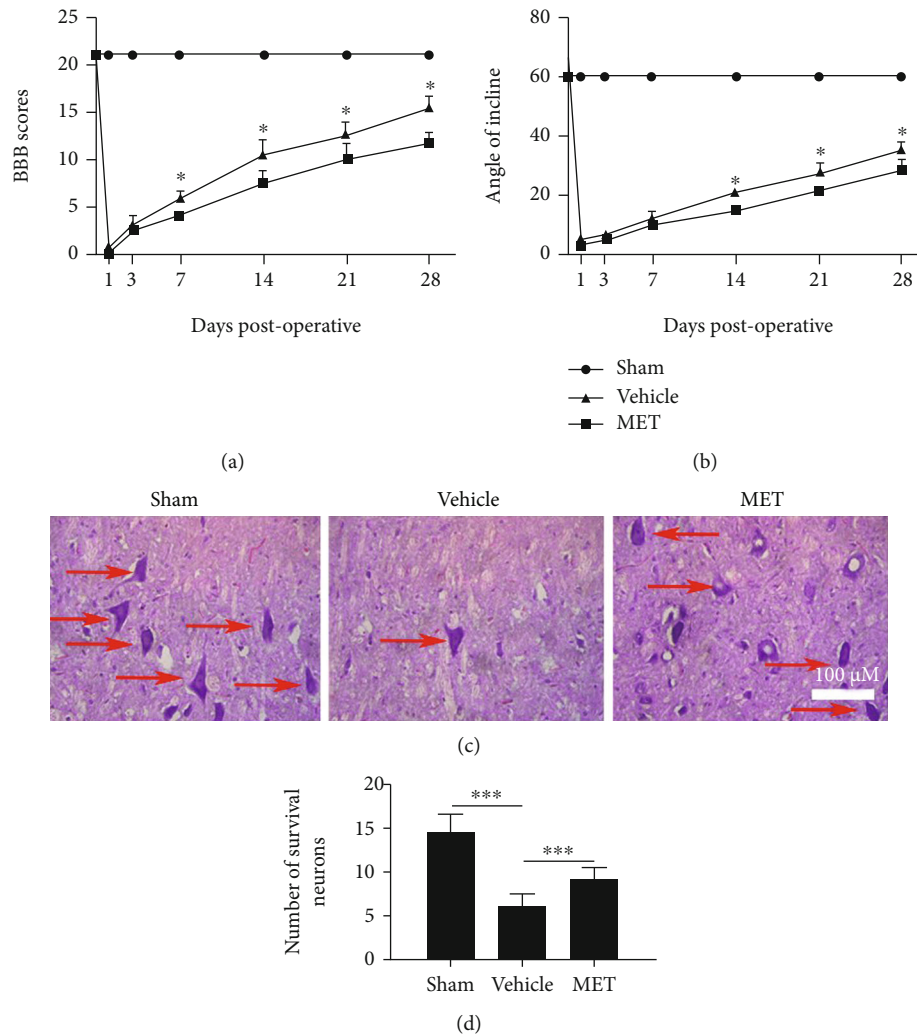 25
20
15
10
5
0
BBB scores
*
*
*
*
1 3 7 14 21 28
Days post-operative
(a)
80
60
40
20
0
Angle of incline
*
*
*
1 3 7 14 21 28
Days post-operative
Sham
Vehicle
MET
(b)
Sham
Vehicle
MET
100 µM
(c)
20
15
10
5
0
Number of survival
neurons
***
***
Sham Vehicle MET
(d)